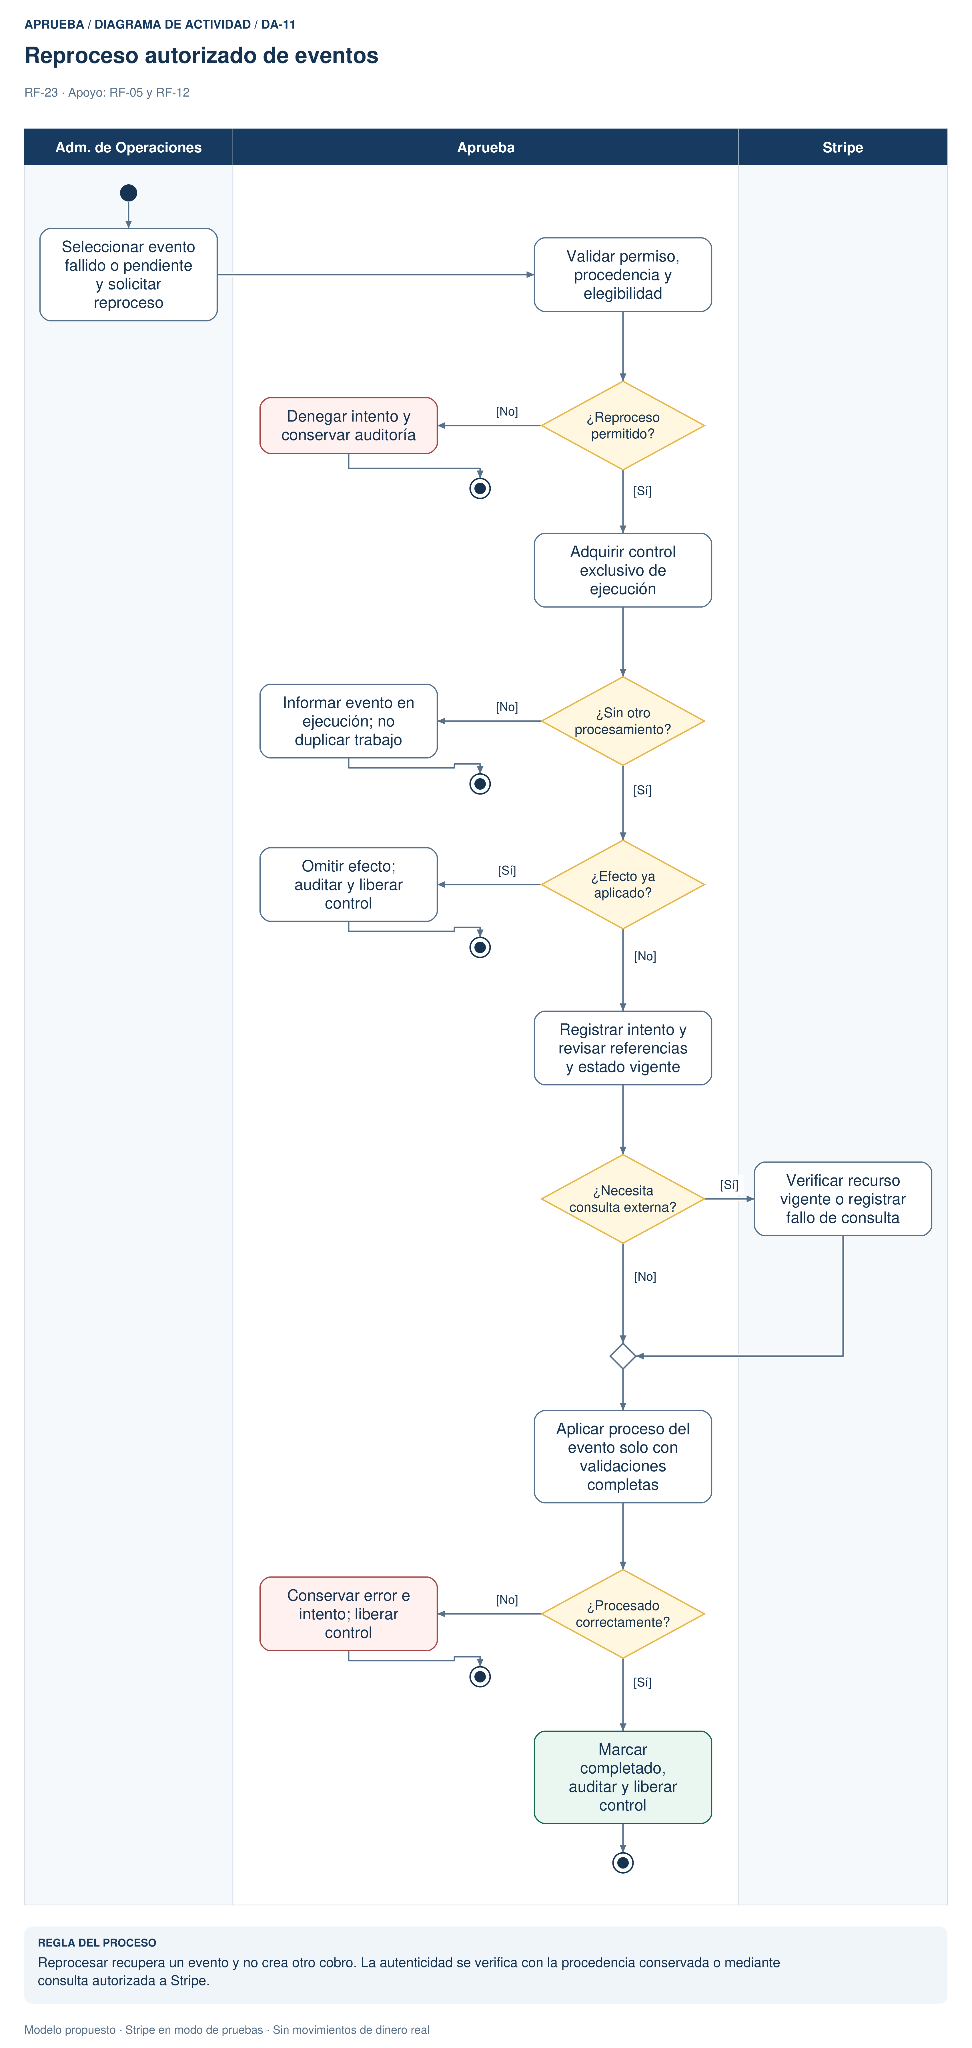 APRUEBA / DIAGRAMA DE ACTIVIDAD / DA-11
Reproceso autorizado de eventos
RF-23 · Apoyo: RF-05 y RF-12
Adm. de Operaciones
Aprueba
Stripe
Seleccionar evento
fallido o pendiente
y solicitar
reproceso
Validar permiso,
procedencia y
elegibilidad
¿Reproceso
permitido?
[No]
Denegar intento y
conservar auditoría
[Sí]
Adquirir control
exclusivo de
ejecución
¿Sin otro
procesamiento?
[No]
Informar evento en
ejecución; no
duplicar trabajo
[Sí]
¿Efecto ya
aplicado?
[Sí]
Omitir efecto;
auditar y liberar
control
[No]
Registrar intento y
revisar referencias
y estado vigente
¿Necesita
consulta externa?
[Sí]
Verificar recurso
vigente o registrar
fallo de consulta
[No]
Aplicar proceso del
evento solo con
validaciones
completas
¿Procesado
correctamente?
[No]
Conservar error e
intento; liberar
control
[Sí]
Marcar
completado,
auditar y liberar
control
REGLA DEL PROCESO
Reprocesar recupera un evento y no crea otro cobro. La autenticidad se verifica con la procedencia conservada o mediante
consulta autorizada a Stripe.
Modelo propuesto · Stripe en modo de pruebas · Sin movimientos de dinero real